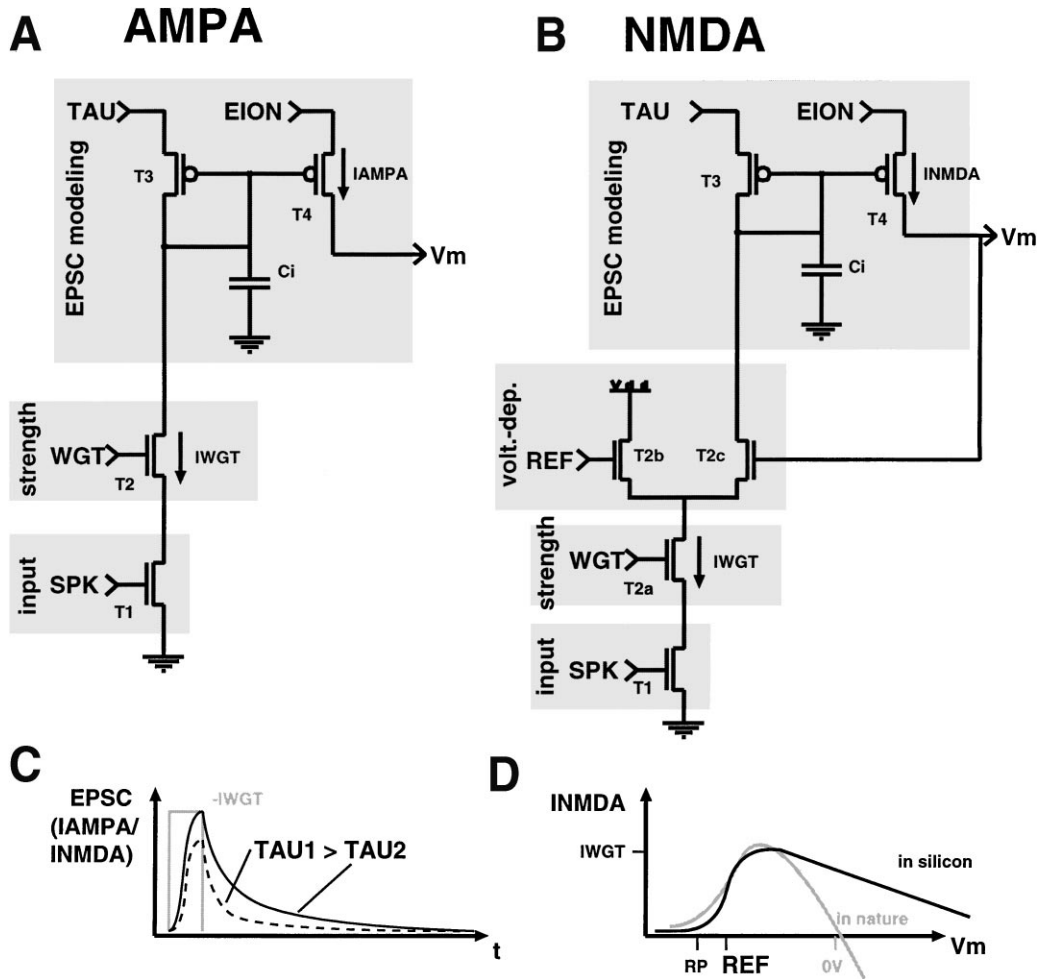 A
AMPA
TAU
EION
EPSC modeling
T3
IAMPA
T4
Vm
Ci
strength
WGT
IWGT
T2
input
SPK
T1
B
NMDA
TAU
EION
EPSC modeling
T3
INMDA
T4
Vm
Ci
volt.-dep.
Vdd
REF
T2b
T2c
strength
WGT
IWGT
T2a
input
SPK
T1
C
EPSC
(IAMPA/
INMDA)
-IWGT
TAU1 > TAU2
t
D
INMDA
IWGT
in silicon
in nature
RP
REF
0V
Vm